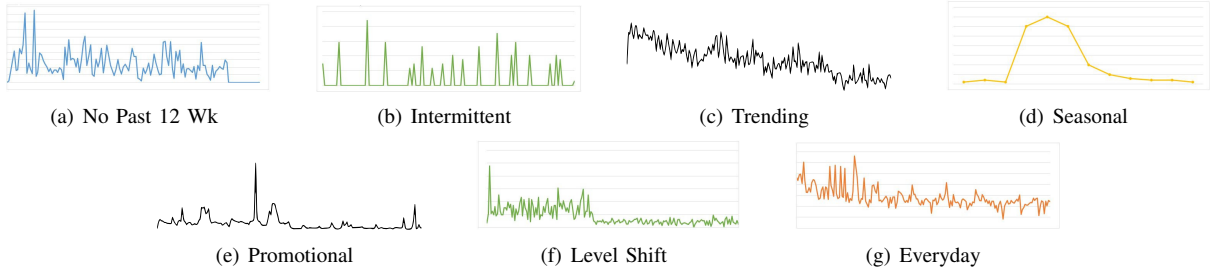 (a) No Past 12 Wk
(b) Intermittent
(c) Trending
(d) Seasonal
(e) Promotional
(f) Level Shift
(g) Everyday